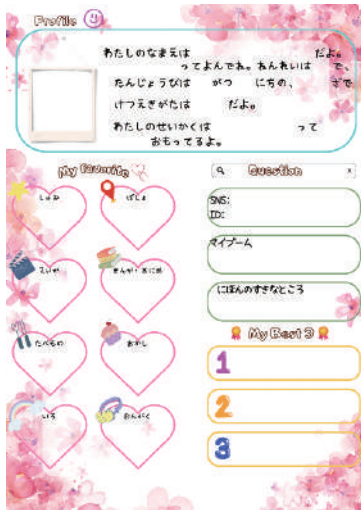 Profile
わたしのなまえは だよ。
ってよんでね。ねんれいは で、
たんじょうびは がつ にちの、 ざで
けつえきがたは だよ。
わたしのせいかくは って
おもってるよ。
My favorite
しゅみ
ばしょ
えいが
まんが・あにめ
たべもの
おかし
いろ
おんがく
Question
x
SNS:
ID:
マイブーム
にほんのすきなところ
My Best 3
1
2
3